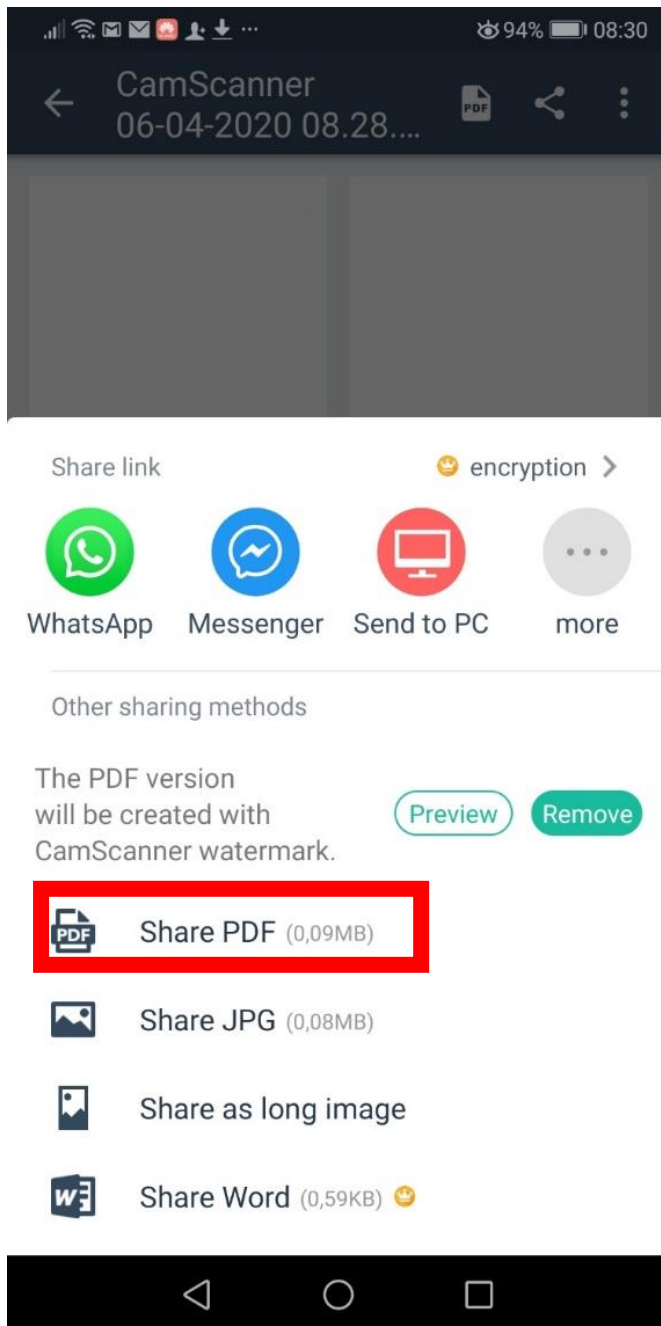 94% 08:30
CamScanner
06-04-2020 08.28....
PDF
Share link
encryption
WhatsApp Messenger Send to PC more
Other sharing methods
The PDF version
will be created with
CamScanner watermark.
Preview Remove
PDF Share PDF (0,09MB)
Share JPG (0,08MB)
Share as long image
W Share Word (0,59KB)